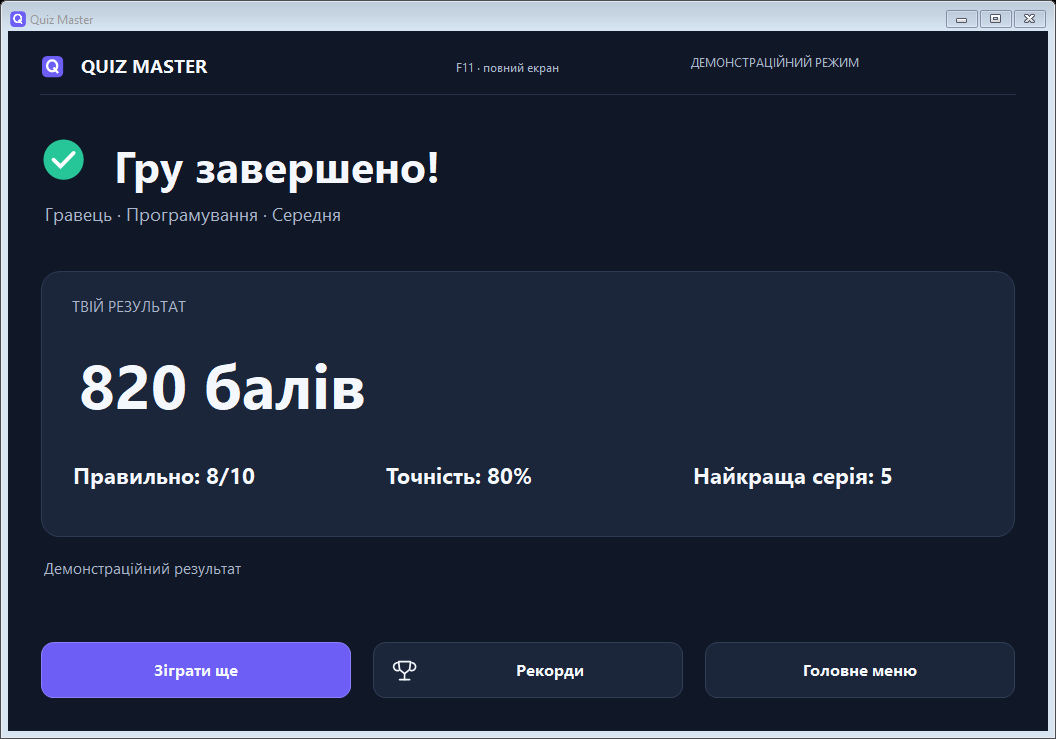 Quiz Master
QUIZ MASTER
F11 · повний екран
ДЕМОНСТРАЦІЙНИЙ РЕЖИМ
Гру завершено!
Гравець · Програмування · Середня
ТВІЙ РЕЗУЛЬТАТ
820 балів
Правильно: 8/10
Точність: 80%
Найкраща серія: 5
Демонстраційний результат
Зіграти ще
Рекорди
Головне меню